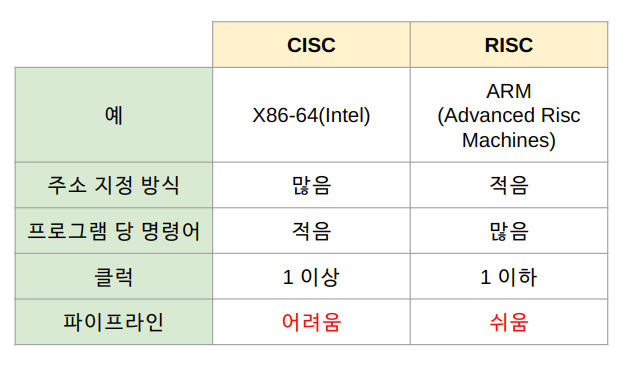 CISC RISC
예 X86-64(Intel) ARM
(Advanced Risc
Machines)
주소 지정 방식 많음 적음
프로그램 당 명령어 적음 많음
클럭 1 이상 1 이하
파이프라인 어려움 쉬움